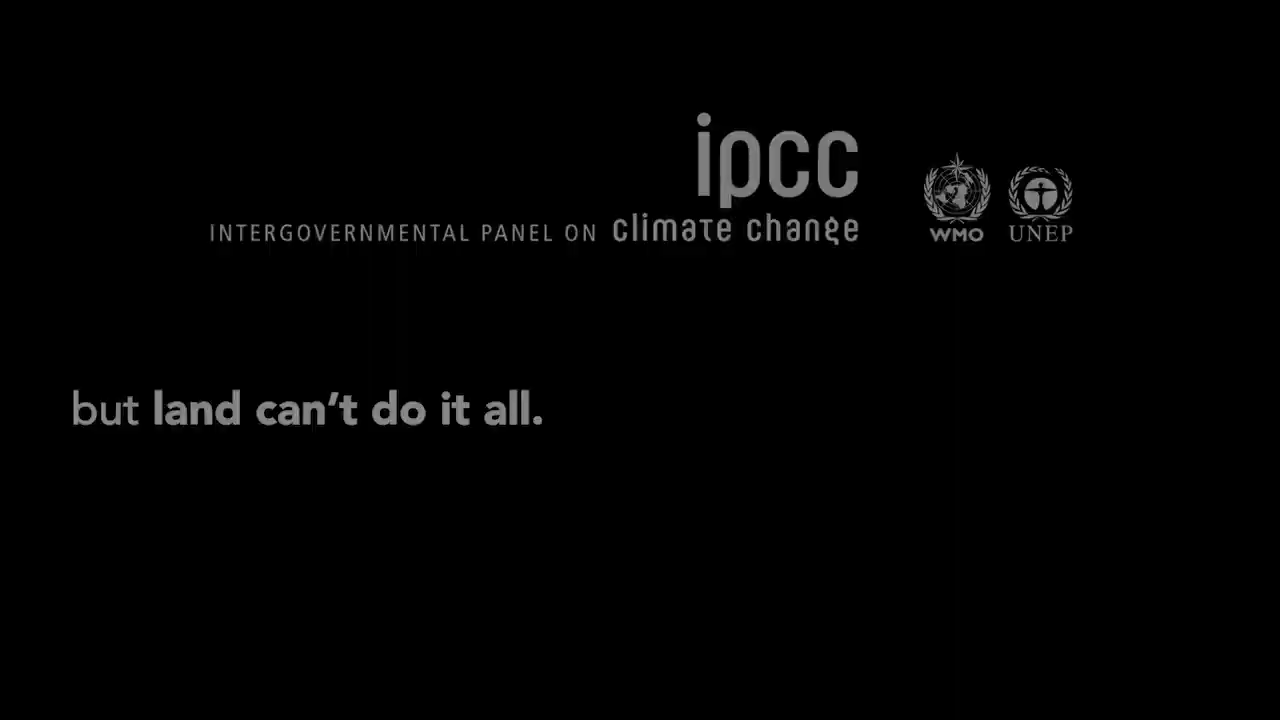 ipcc
INTERGOVERNMENTAL PANEL ON climate change
WMO
UNEP
but land can’t do it all.